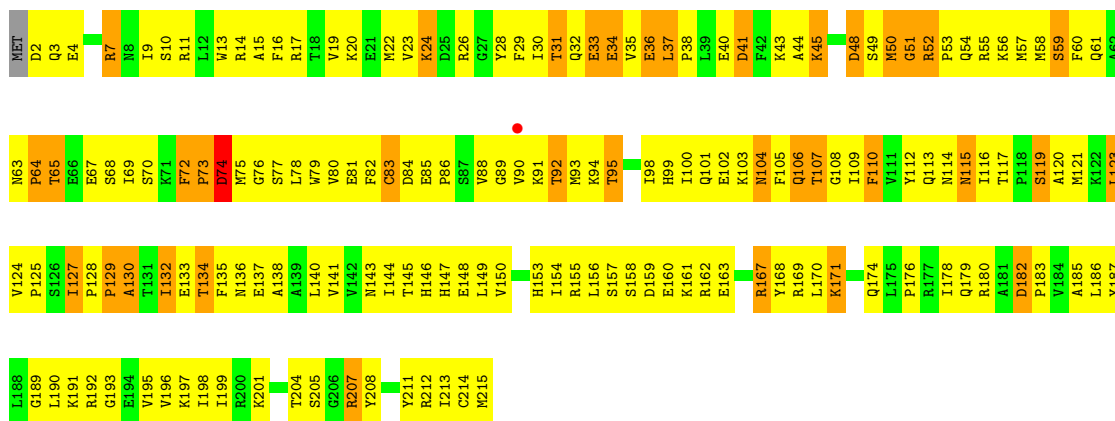 MET D2 Q3 E4 R7 N8 I9 S10 R11 L12 W13 R14 A15 F16 R17 T18 V19 K20 E21 M22 V23 K24 D25 R26 G27 Y28 F29 I30 T31 Q32 E33 E34 V35 E36 L37 P38 L39 E40 D41 F42 K43 A44 K45 D48 S49 M50 G51 R52 P53 Q54 R55 K56 M57 M58 S59 F60 Q61 A62
N63 P64 T65 E66 E67 S68 I69 S70 K71 F72 P73 D74 M75 G76 S77 L78 W79 V80 E81 F82 C83 D84 E85 P86 S87 V88 G89 V90 K91 T92 M93 K94 T95 I98 H99 I100 Q101 E102 K103 N104 F105 Q106 T107 G108 I109 F110 V111 Y112 Q113 N114 N115 I116 T117 P118 S119 A120 M121 K122 L123
V124 P125 S126 I127 P128 P129 A130 T131 I132 E133 T134 F135 N136 E137 A138 A139 L140 V141 V142 N143 I144 T145 H146 H147 E148 L149 V150 H153 I154 R155 L156 S157 S158 D159 E160 K161 R162 E163 R167 Y168 R169 L170 K171 Q174 L175 P176 R177 I178 Q179 R180 A181 D182 P183 V184 A185 L186 Y187
L188 G189 L190 K191 R192 G193 E194 V195 V196 K197 I198 I199 R200 K201 T204 S205 G206 R207 Y208 Y211 R212 I213 C214 M215